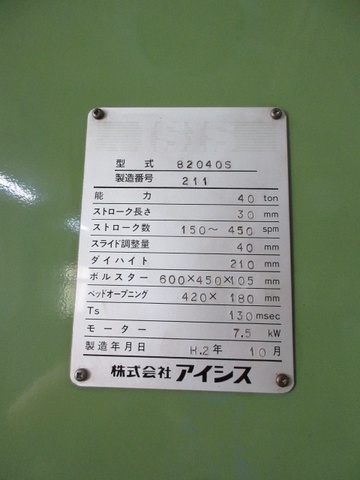 ISIS
型式 82040S
製造番号 211
能力 40 ton
ストローク長さ 30 mm
ストローク数 150〜450 spm
スライド調整量 40 mm
ダイハイト 210 mm
ボルスター 600×450×105 mm
ベッドオープニング 420×180 mm
Ts 130 msec
モーター 7.5 kW
製造年月日 H.2年 10月
株式会社アイシス